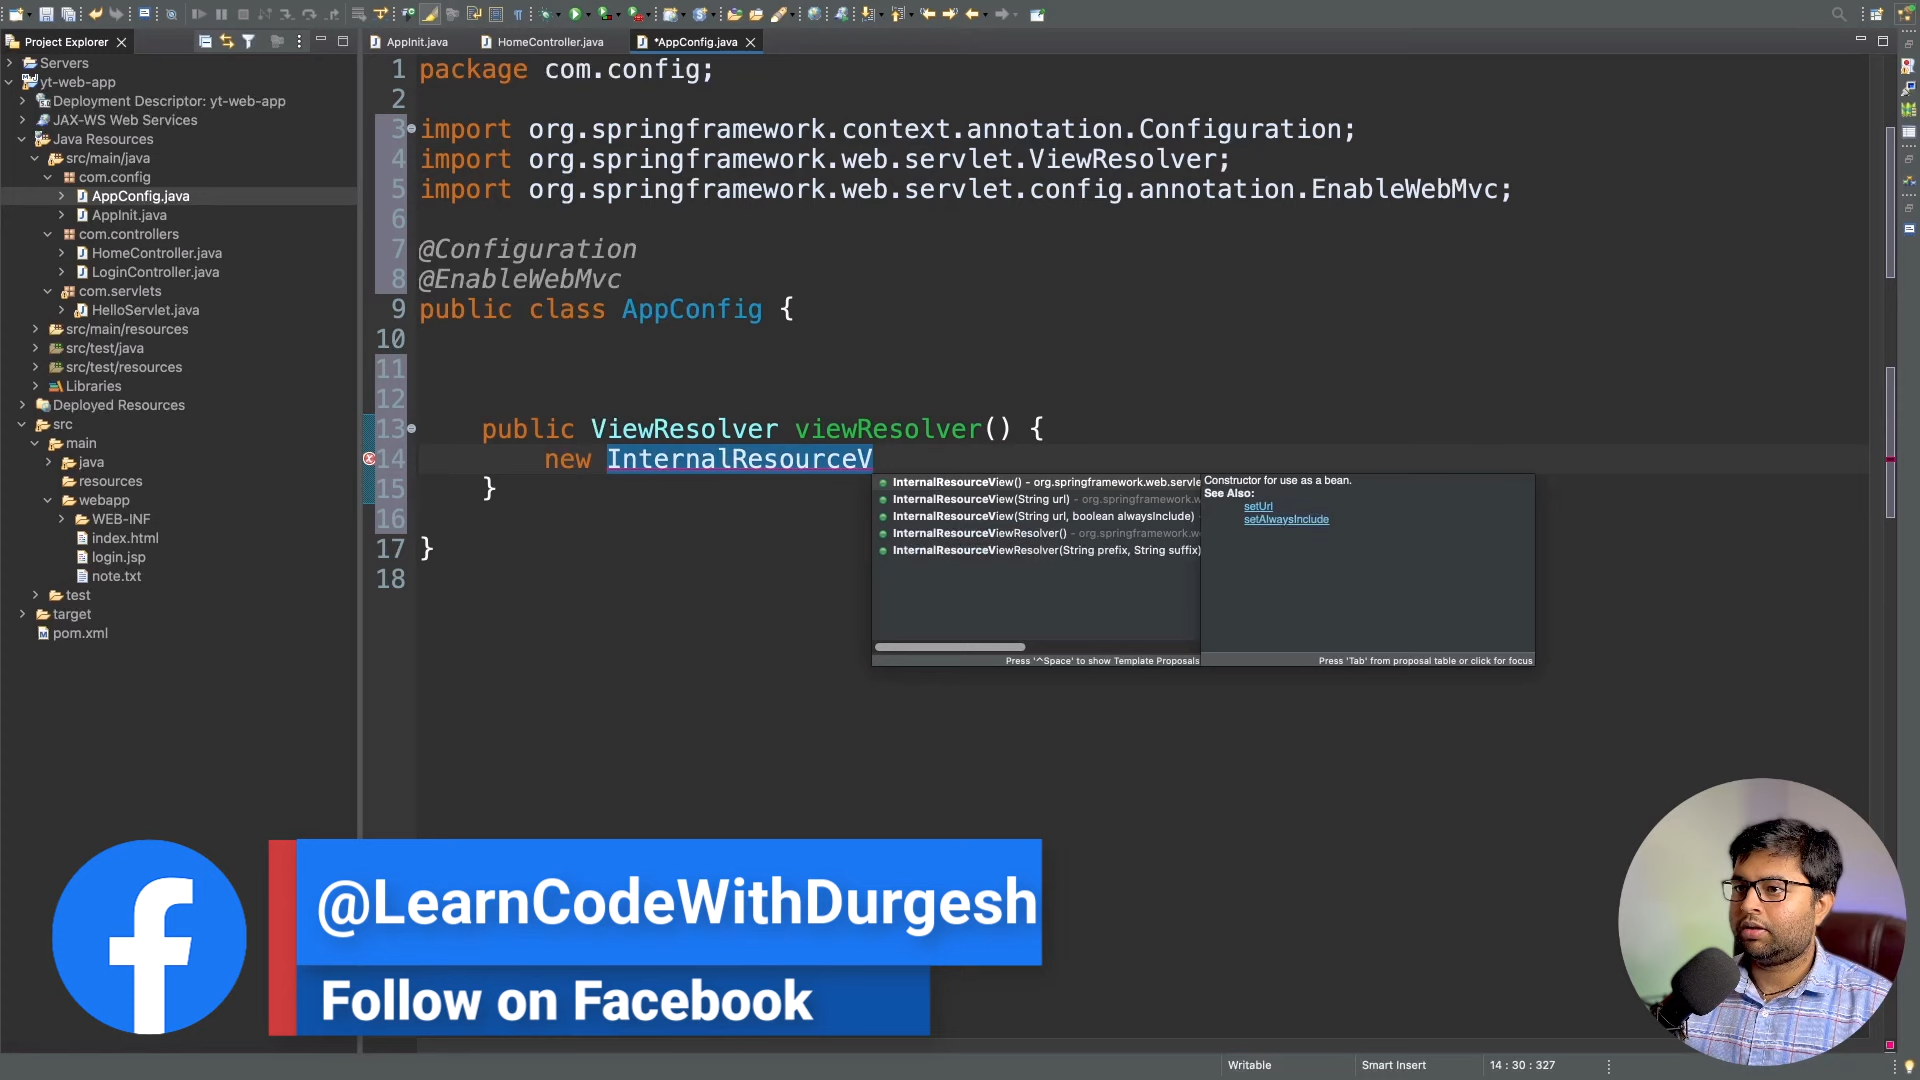 Project Explorer
AppInit.java
HomeController.java
*AppConfig.java
Servers
yt-web-app
Deployment Descriptor: yt-web-app
JAX-WS Web Services
Java Resources
src/main/java
com.config
AppConfig.java
AppInit.java
com.controllers
HomeController.java
LoginController.java
com.servlets
HelloServlet.java
src/main/resources
src/test/java
src/test/resources
Libraries
Deployed Resources
src
main
java
resources
webapp
WEB-INF
index.html
login.jsp
note.txt
test
target
pom.xml
1 package com.config;
2
3 import org.springframework.context.annotation.Configuration;
4 import org.springframework.web.servlet.ViewResolver;
5 import org.springframework.web.servlet.config.annotation.EnableWebMvc;
6
7 @Configuration
8 @EnableWebMvc
9 public class AppConfig {
10
11
12
13 public ViewResolver viewResolver() {
14 new InternalResourceV
15 }
16
17 }
18
InternalResourceView() - org.springframework.web.servle
InternalResourceView(String url) - org.springframework.w
InternalResourceView(String url, boolean alwaysInclude) -
InternalResourceViewResolver() - org.springframework.w
InternalResourceViewResolver(String prefix, String suffix)
Press '^Space' to show Template Proposals
Constructor for use as a bean.
See Also:
setUrl
setAlwaysInclude
Press 'Tab' from proposal table or click for focus
@LearnCodeWithDurgesh
Follow on Facebook
Writable
Smart Insert
14 : 30 : 327